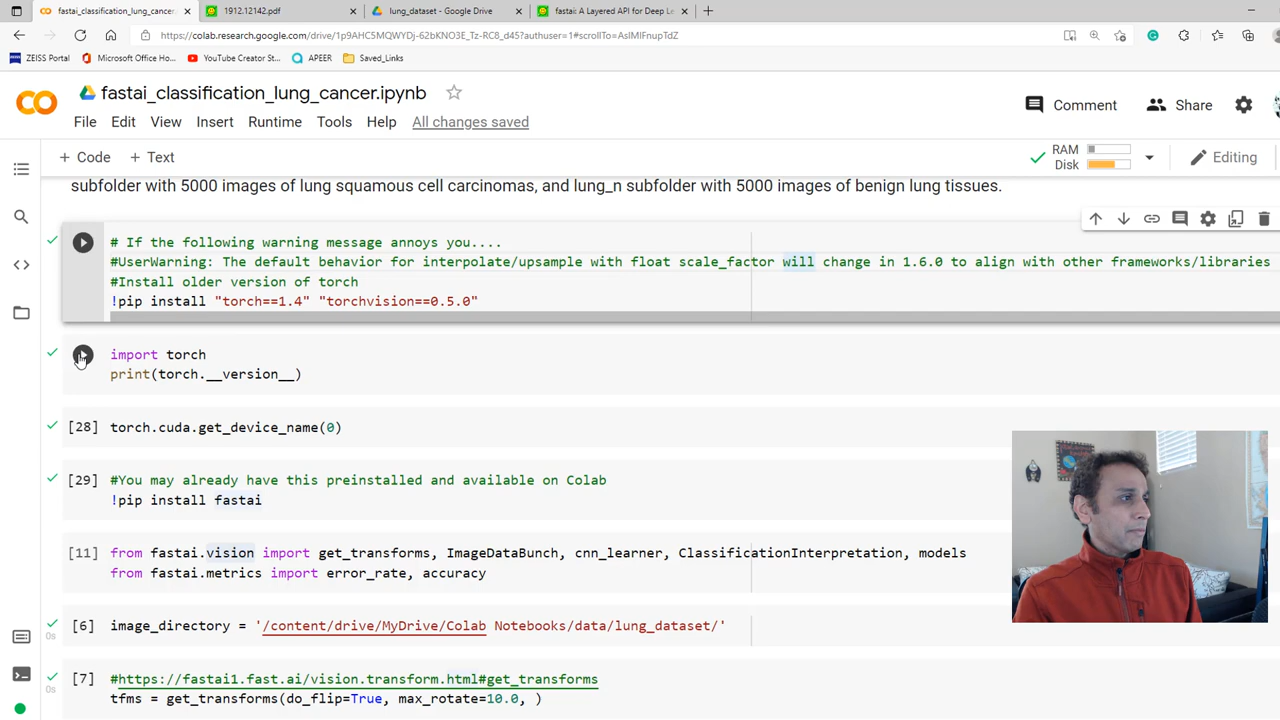 fastai_classification_lung_cancer.
1912.12142.pdf
lung_dataset - Google Drive
fastai: A Layered API for Deep Le
https://colab.research.google.com/drive/1p9AHC5MQWYDj-62bKNO3E_Tz-RC8_d45?authuser=1#scrollTo=AslMlFnupTdZ
ZEISS Portal
Microsoft Office Ho...
YouTube Creator St...
APEER
Saved_Links
fastai_classification_lung_cancer.ipynb
Comment
Share
File Edit View Insert Runtime Tools Help All changes saved
+ Code + Text
RAM
Disk
Editing
subfolder with 5000 images of lung squamous cell carcinomas, and lung_n subfolder with 5000 images of benign lung tissues.
# If the following warning message annoys you....
#UserWarning: The default behavior for interpolate/upsample with float scale_factor will change in 1.6.0 to align with other frameworks/libraries
#Install older version of torch
!pip install "torch==1.4" "torchvision==0.5.0"
import torch
print(torch.__version__)
[28] torch.cuda.get_device_name(0)
[29] #You may already have this preinstalled and available on Colab
!pip install fastai
[11] from fastai.vision import get_transforms, ImageDataBunch, cnn_learner, ClassificationInterpretation, models
from fastai.metrics import error_rate, accuracy
[6] image_directory = '/content/drive/MyDrive/Colab Notebooks/data/lung_dataset/'
0s
[7] #https://fastai1.fast.ai/vision.transform.html#get_transforms
0s
tfms = get_transforms(do_flip=True, max_rotate=10.0, )